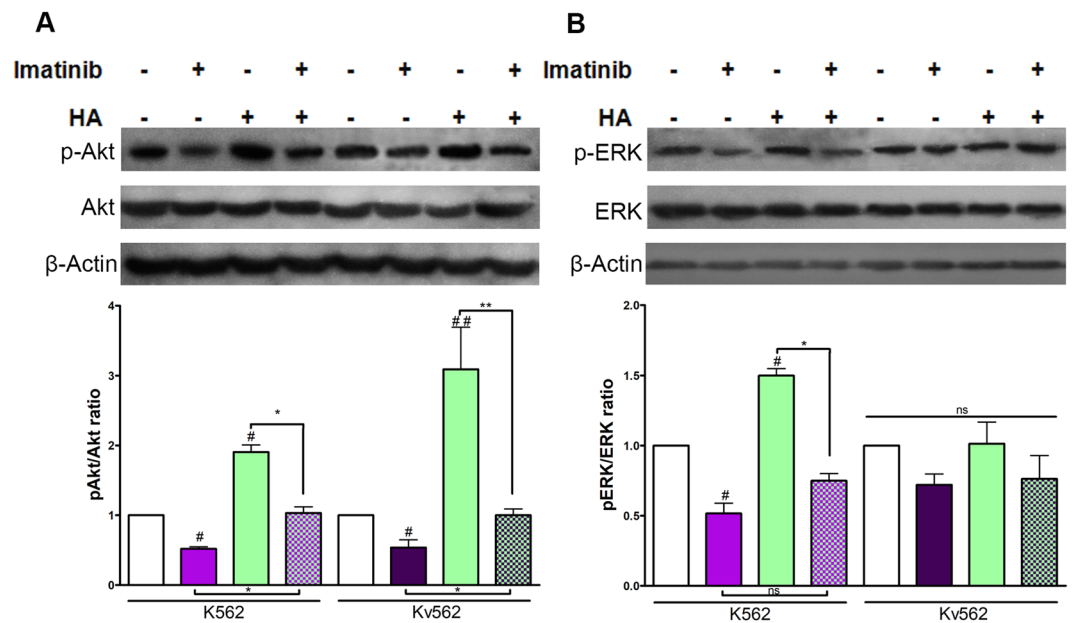 A
Imatinib - + - + - + - +
HA - - + + - - + +
p-Akt
Akt
β-Actin
pAkt/Akt ratio
4
3
2
1
0
# # * # ## **
* *
K562 Kv562
B
Imatinib - + - + - + - +
HA - - + + - - + +
p-ERK
ERK
β-Actin
pERK/ERK ratio
2.0
1.5
1.0
0.5
0.0
# # * ns
ns
K562 Kv562